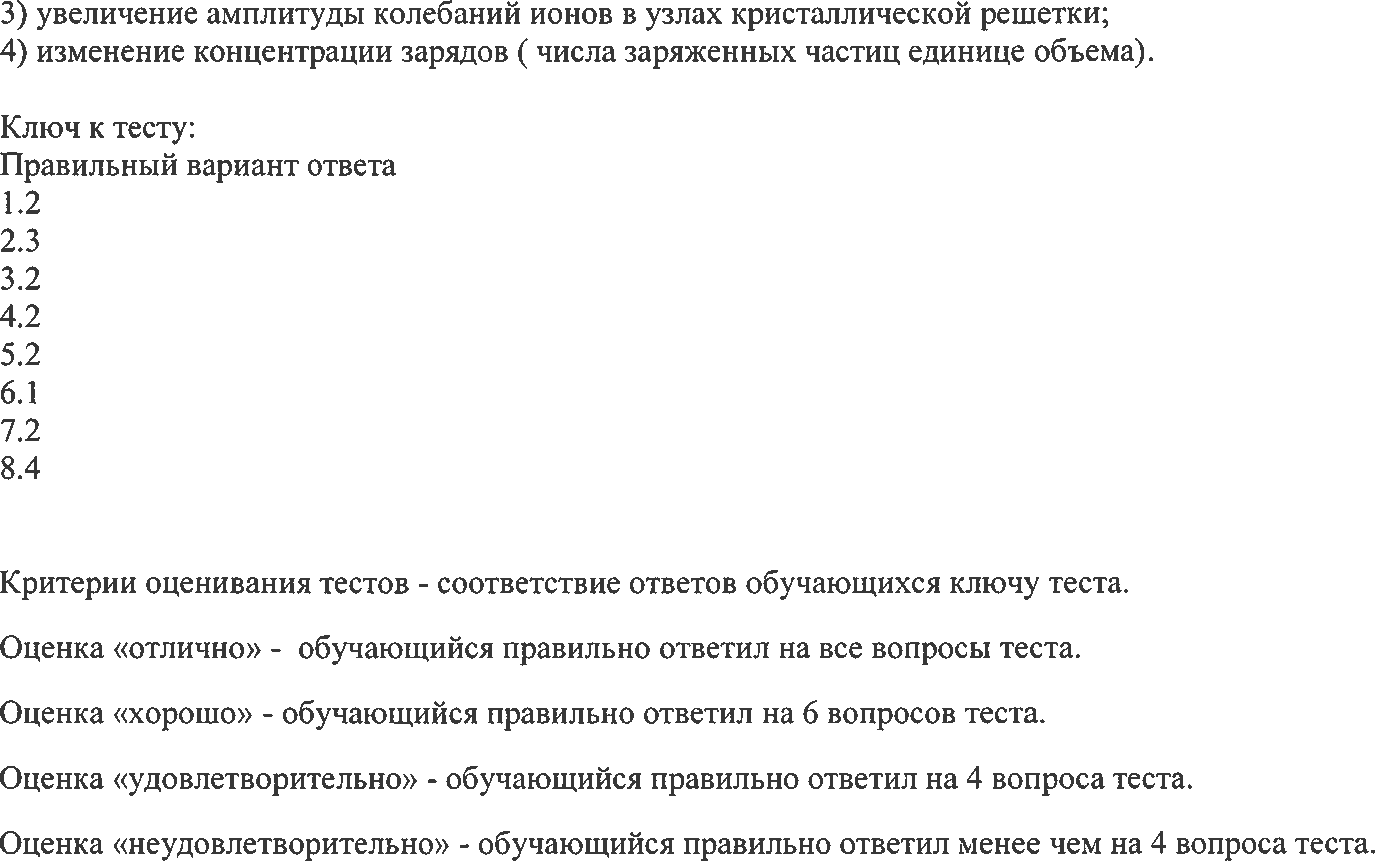 3) увеличение амплитуды колебаний ионов в узлах кристаллической решетки;
4) изменение концентрации зарядов ( числа заряженных частиц единице объема).
Ключ к тесту:
Правильный вариант ответа
1.2
2.3
3.2
4.2
5.2
6.1
7.2
8.4
Критерии оценивания тестов - соответствие ответов обучающихся ключу теста.
Оценка «отлично» -  обучающийся правильно ответил на все вопросы теста.
Оценка «хорошо» - обучающийся правильно ответил на 6 вопросов теста.
Оценка «удовлетворительно» - обучающийся правильно ответил на 4 вопроса теста.
Оценка «неудовлетворительно» - обучающийся правильно ответил менее чем на 4 вопроса теста.